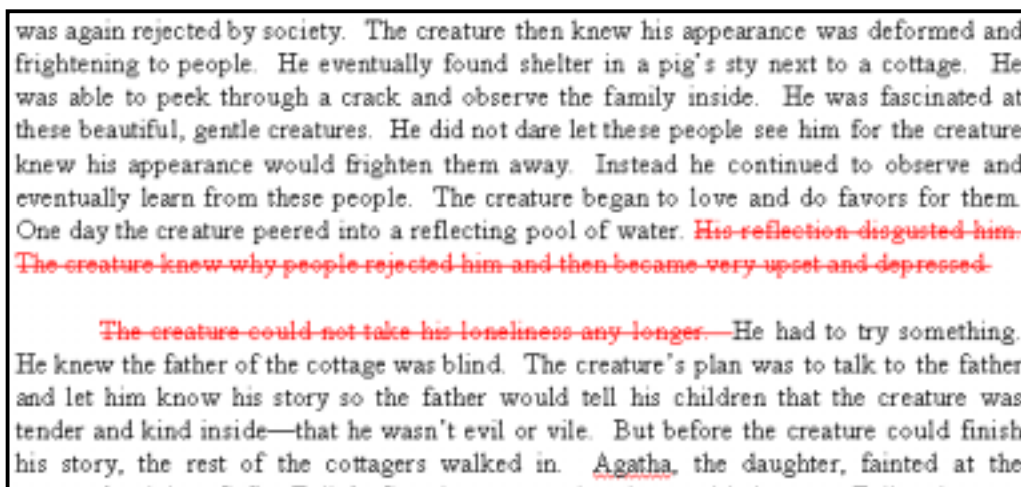 was again rejected by society. The creature then knew his appearance was deformed and
frightening to people. He eventually found shelter in a pig's sty next to a cottage. He
was able to peek through a crack and observe the family inside. He was fascinated at
these beautiful, gentle creatures. He did not dare let these people see him for the creature
knew his appearance would frighten them away. Instead he continued to observe and
eventually learn from these people. The creature began to love and do favors for them.
One day the creature peered into a reflecting pool of water. His reflection disgusted him.
The creature knew why people rejected him and then became very upset and depressed.
The creature could not take his loneliness any longer. He had to try something.
He knew the father of the cottage was blind. The creature's plan was to talk to the father
and let him know his story so the father would tell his children that the creature was
tender and kind inside—that he wasn't evil or vile. But before the creature could finish
his story, the rest of the cottagers walked in. Agatha, the daughter, fainted at the